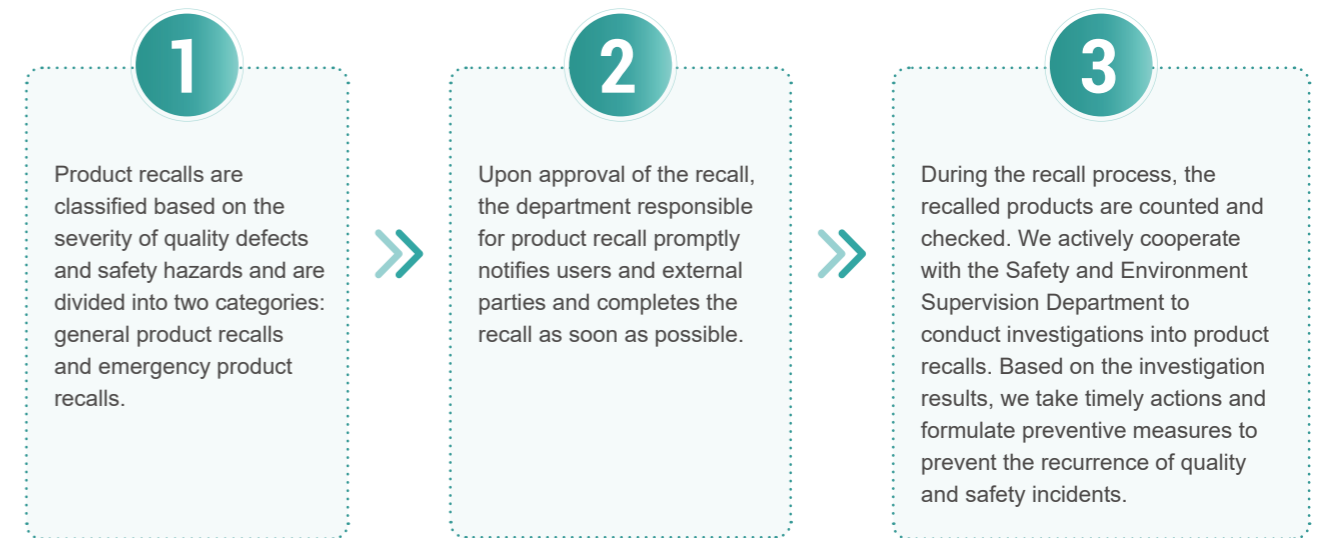 1
Product recalls are
classified based on the
severity of quality defects
and safety hazards and are
divided into two categories:
general product recalls
and emergency product
recalls.
2
Upon approval of the recall,
the department responsible
for product recall promptly
notifies users and external
parties and completes the
recall as soon as possible.
3
During the recall process, the
recalled products are counted and
checked. We actively cooperate
with the Safety and Environment
Supervision Department to
conduct investigations into product
recalls. Based on the investigation
results, we take timely actions and
formulate preventive measures to
prevent the recurrence of quality
and safety incidents.